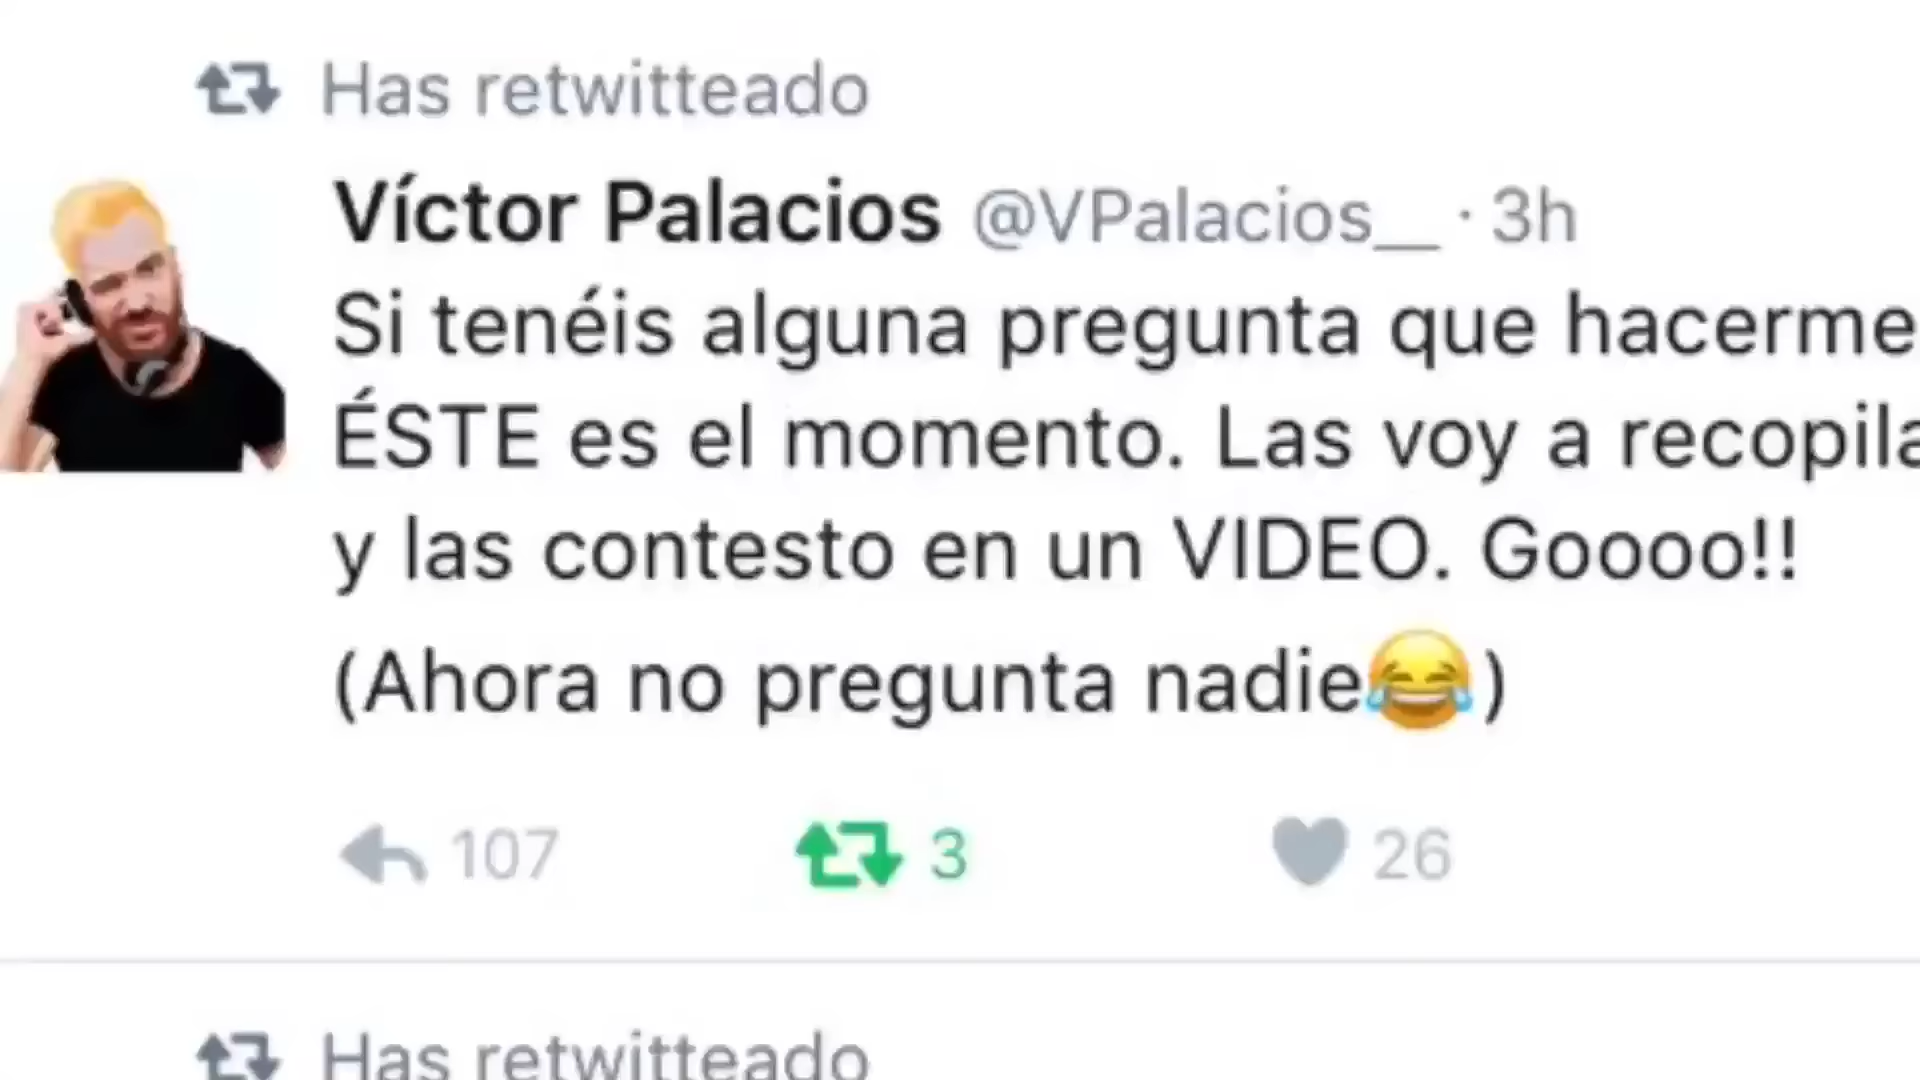 Has retwitteado
Víctor Palacios @VPalacios__ · 3h
Si tenéis alguna pregunta que hacerme
ÉSTE es el momento. Las voy a recopila
y las contesto en un VIDEO. Goooo!!
(Ahora no pregunta nadie😂)
107 3 26
Has retwitteado